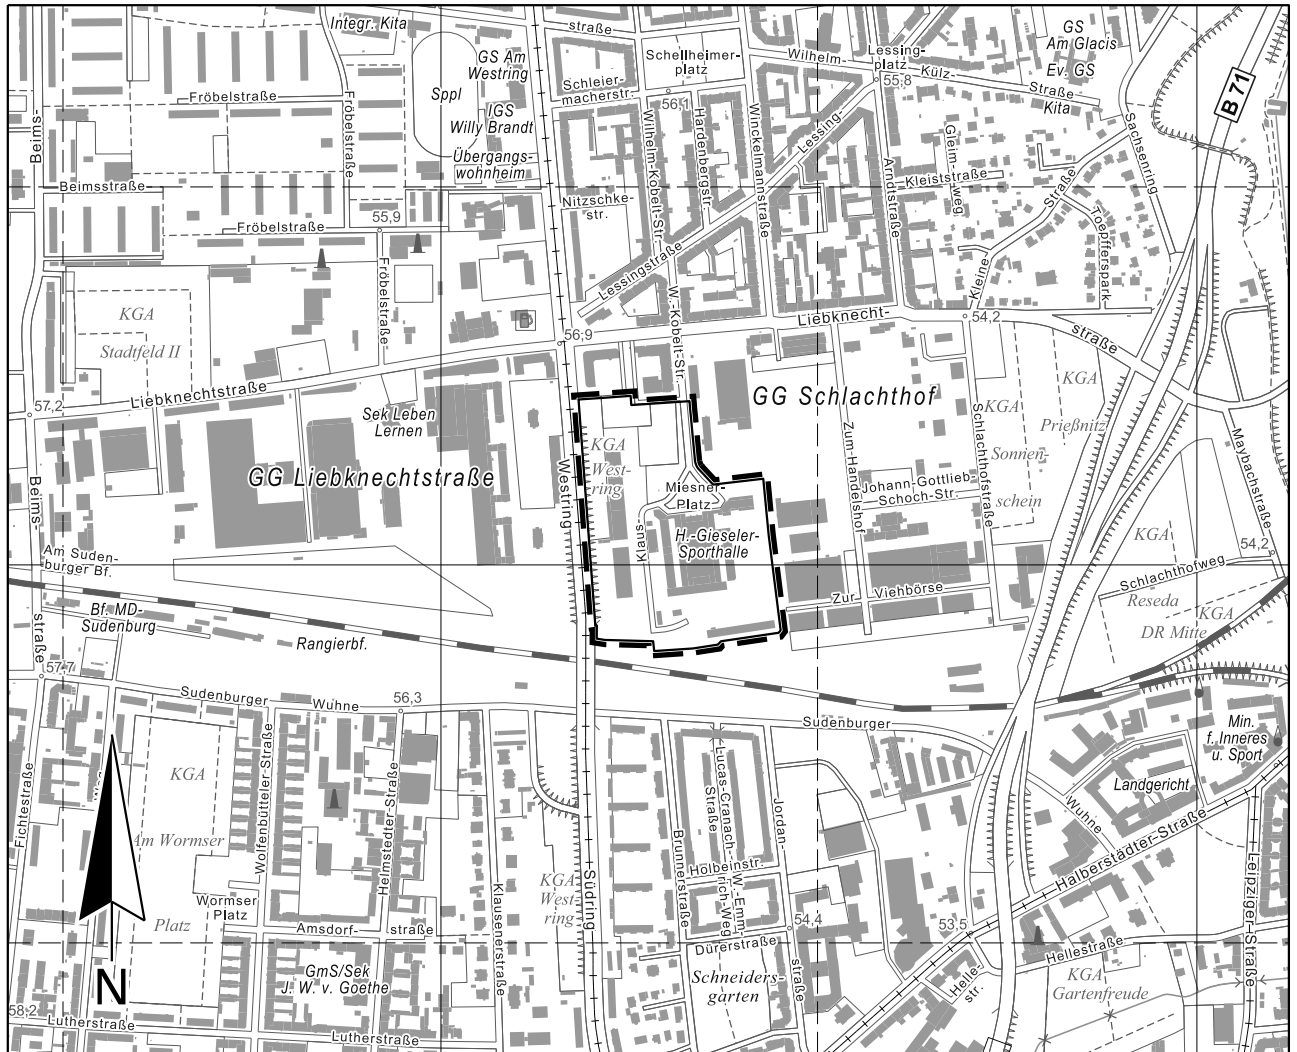 Integr. Kita
straße
Schellheimer-
platz
Wilhelm-
Lessing-
platz
55,8
Külz-
Straße
GS
Am Glacis
Ev. GS
Kita
B 71
GS Am
Westring
Sppl
IGS
Willy Brandt
Übergangs-
wohnheim
Schleier-
macherstr.
56,1
Fröbelstraße
Fröbelstraße
Beims-
Beimsstraße
55,9
Fröbelstraße
Fröbelstraße
Nitzschke-
str.
Wilhelm-Kobelt-Str.
Hardenbergstr.
Winckelmannstraße
Lessing-
Lessingstraße
Arndtstraße
Gleim-
weg
Kleiststraße
Kleine
Straße
Toepfferspark
Sachsenring
W.-Kobelt-Str.
KGA
Stadtfeld II
56,9
Liebknecht-
54,2
straße
57,2
Liebknechtstraße
Sek Leben
Lernen
GG Liebknechtstraße
GG Schlachthof
Westring
KGA
West-
ring
Miesner-
Platz
Klaus-
H.-Gieseler-
Sporthalle
Zum-Handelshof
Johann-Gottlieb-
Schoch-Str.
Schlachthofstraße
KGA
Sonnen-
schein
KGA
Prießnitz
Maybachstraße
54,2
KGA
Schlachthofweg
Reseda
KGA
DR Mitte
Zur Viehbörse
Beims-
straße
Am Suden-
burger Bf.
Bf. MD-
Sudenburg
Rangierbf.
57,7
Sudenburger
Wuhne
56,3
Sudenburger
Wuhne
Min.
f. Inneres
u. Sport
Landgericht
Halberstädter-Straße
Leipziger-Straße
Fichtestraße
KGA
Am Wormser
Platz
Wolfenbütteler-Straße
Helmstedter-Straße
Wormser
Platz
Amsdorf-
straße
Klausenerstraße
KGA
West-
ring
Südring
Brunnerstraße
Lucas-Cranach-
Straße
Jordan-
straße
Holbeinstr.
W.-Emm-
rich-Weg
54,4
Dürerstraße
Schneiders-
garten
53,5
Helle-
str.
Hellestraße
KGA
Gartenfreude
N
GmS/Sek
J. W. v. Goethe
58,2
Lutherstraße
Lutherstraße